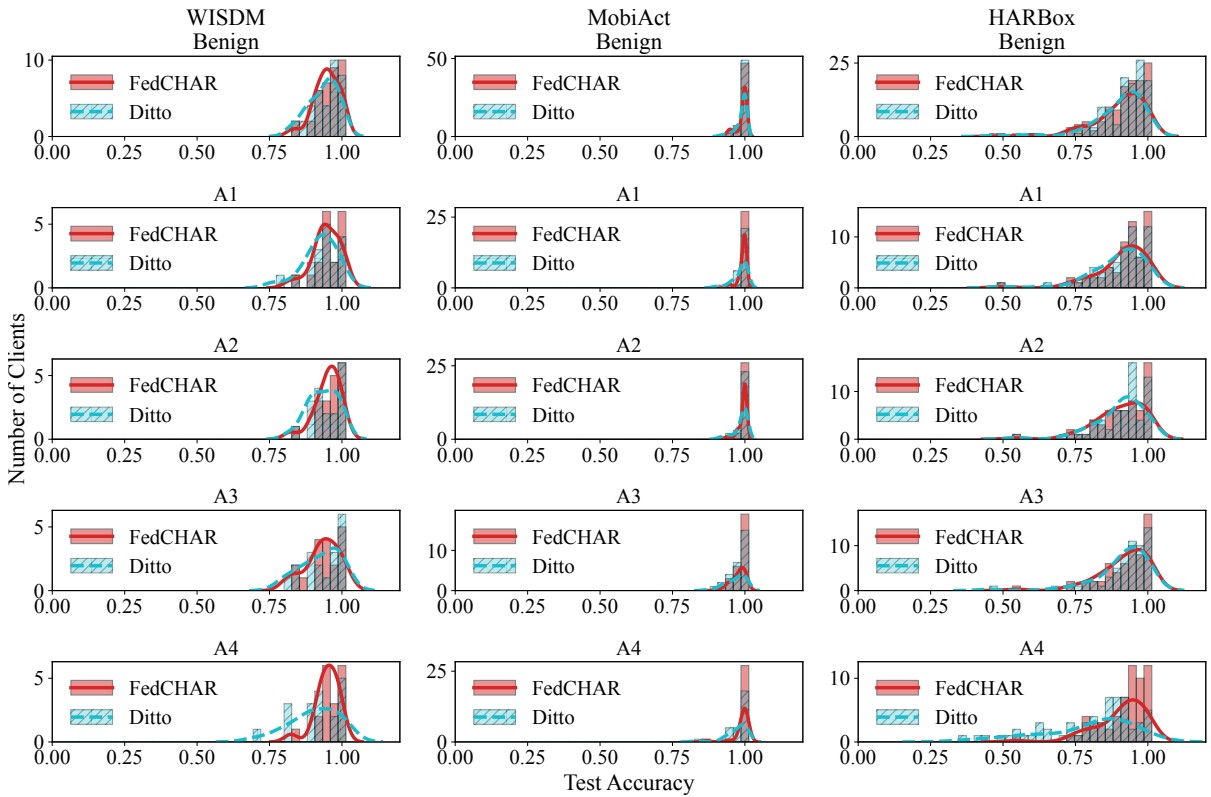 WISDM MobiAct HARBox
Benign Benign Benign
10 50 25
FedCHAR FedCHAR FedCHAR
Ditto Ditto Ditto
0 0 0
0.00 0.25 0.50 0.75 1.00 0.00 0.25 0.50 0.75 1.00 0.00 0.25 0.50 0.75 1.00
A1 A1 A1
5 25 10
FedCHAR FedCHAR FedCHAR
Ditto Ditto Ditto
0 0 0
0.00 0.25 0.50 0.75 1.00 0.00 0.25 0.50 0.75 1.00 0.00 0.25 0.50 0.75 1.00
Number of Clients
A2 A2 A2
5 25 10
FedCHAR FedCHAR FedCHAR
Ditto Ditto Ditto
0 0 0
0.00 0.25 0.50 0.75 1.00 0.00 0.25 0.50 0.75 1.00 0.00 0.25 0.50 0.75 1.00
A3 A3 A3
5 10 10
FedCHAR FedCHAR FedCHAR
Ditto Ditto Ditto
0 0 0
0.00 0.25 0.50 0.75 1.00 0.00 0.25 0.50 0.75 1.00 0.00 0.25 0.50 0.75 1.00
A4 A4 A4
5 25 10
FedCHAR FedCHAR FedCHAR
Ditto Ditto Ditto
0 0 0
0.00 0.25 0.50 0.75 1.00 0.00 0.25 0.50 0.75 1.00 0.00 0.25 0.50 0.75 1.00
Test Accuracy